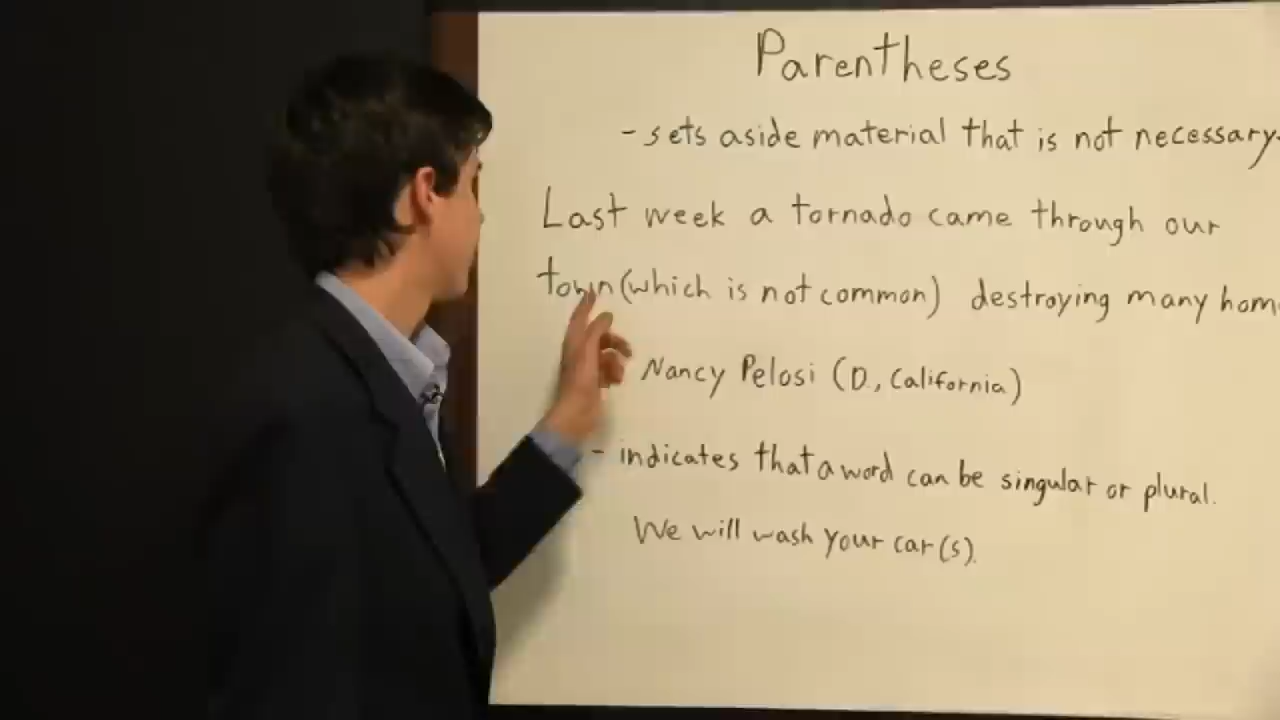 Parentheses
- sets aside material that is not necessary.
Last week a tornado came through our
town (which is not common) destroying many hom
Nancy Pelosi (D., California)
- indicates that a word can be singular or plural.
We will wash your car(s).